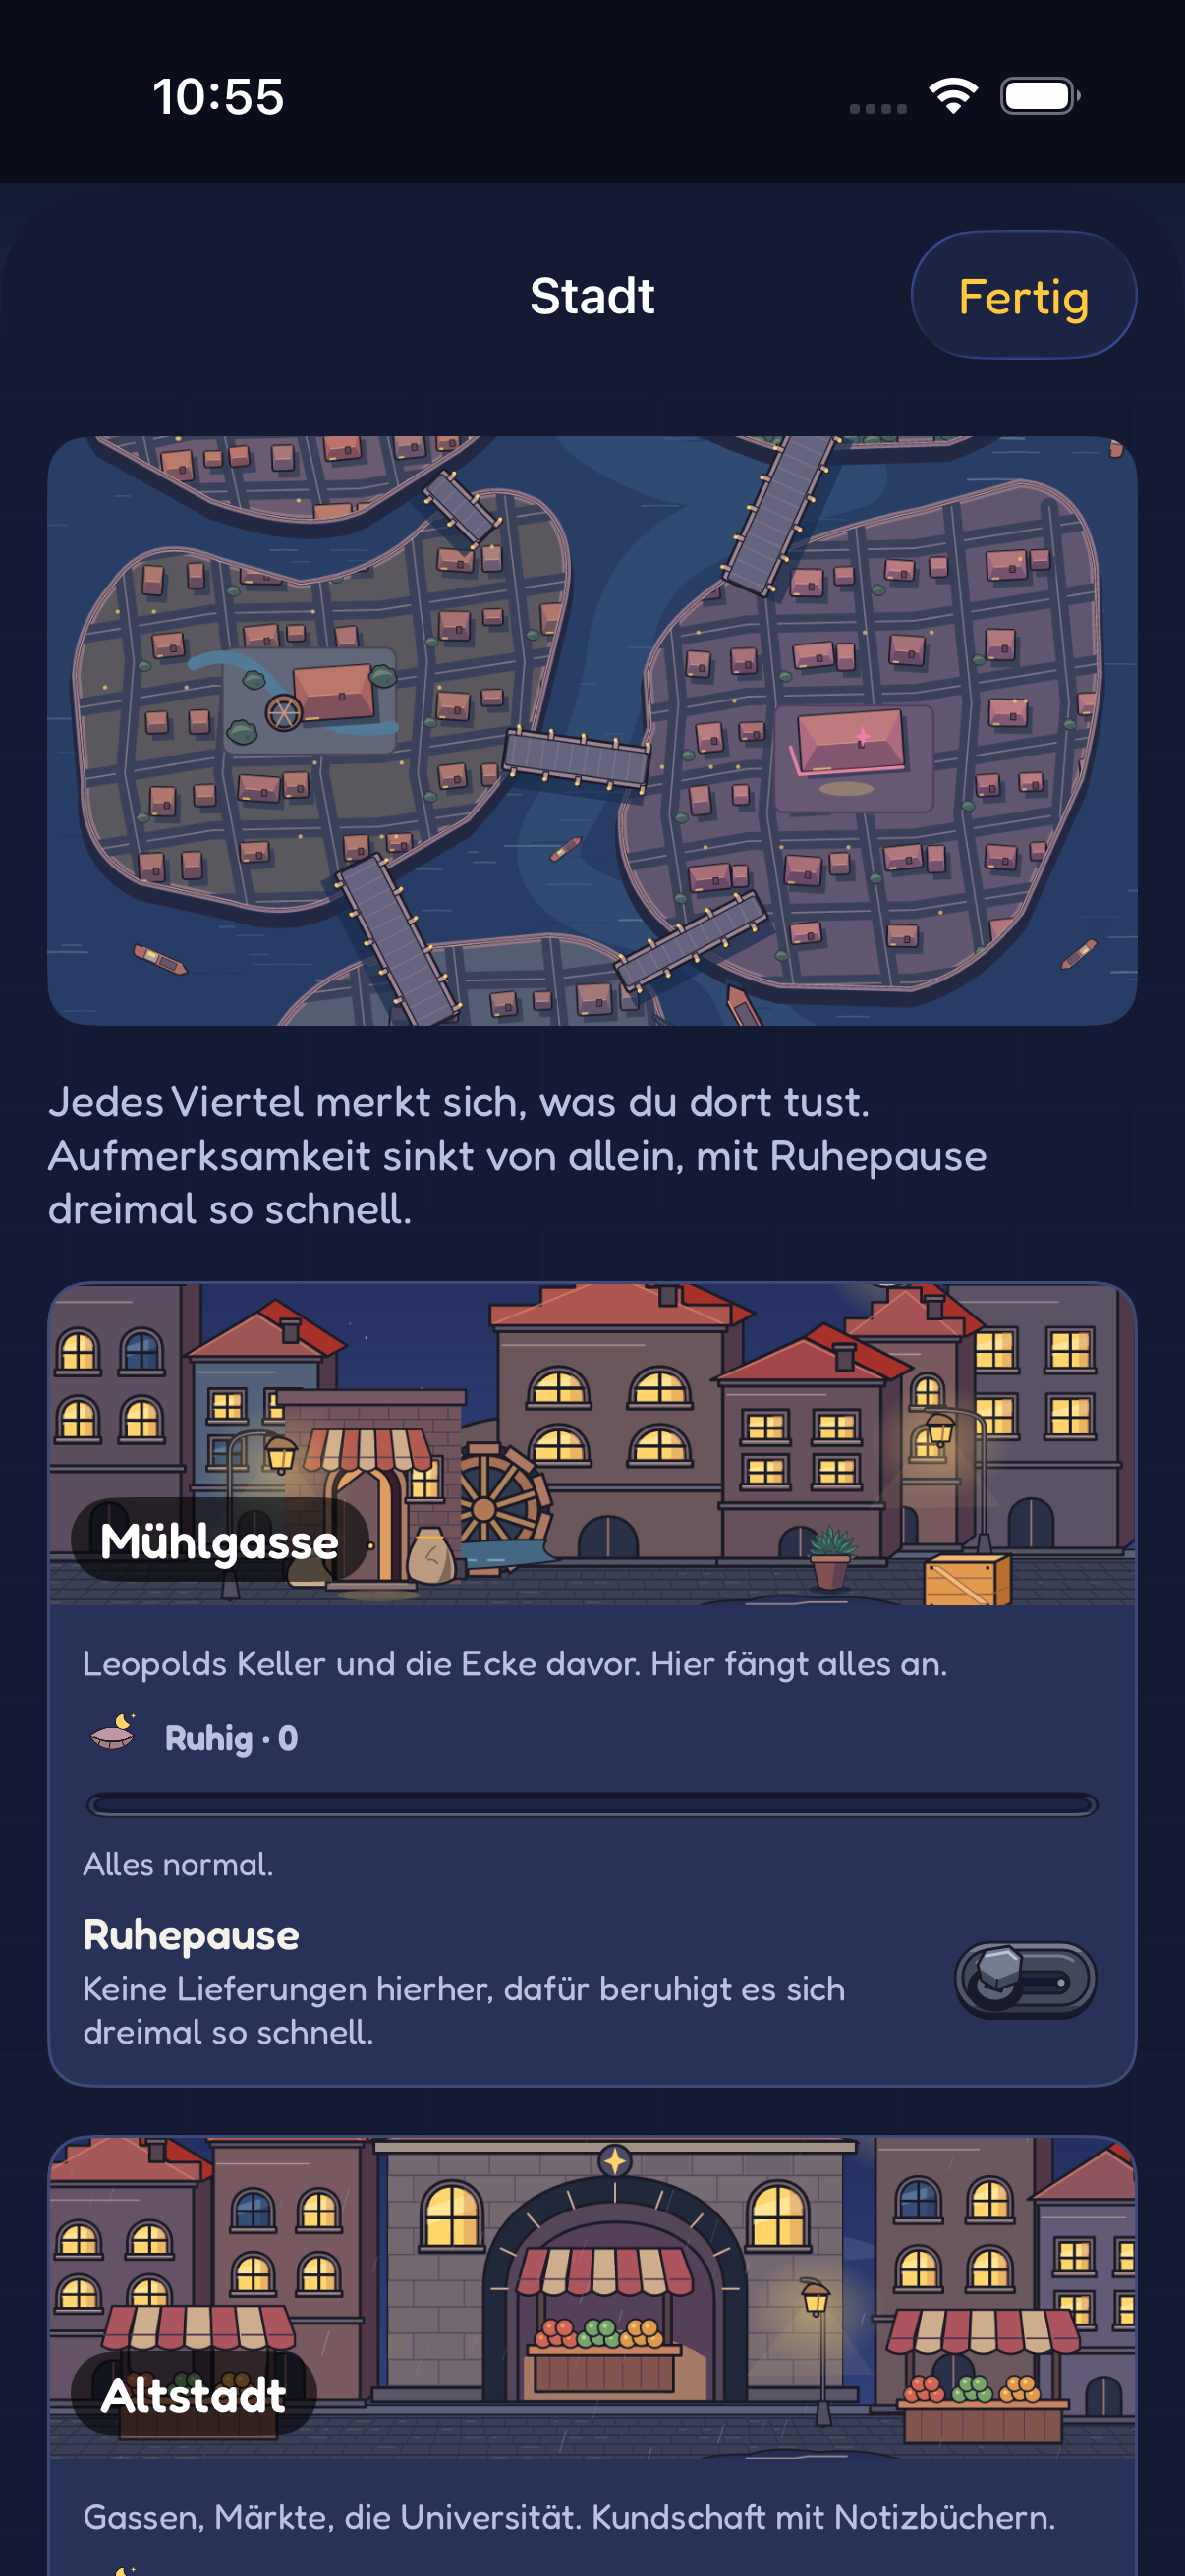 10:55
Stadt
Fertig
Jedes Viertel merkt sich, was du dort tust.
Aufmerksamkeit sinkt von allein, mit Ruhepause
dreimal so schnell.
Mühlgasse
Leopolds Keller und die Ecke davor. Hier fängt alles an.
Ruhig · 0
Alles normal.
Ruhepause
Keine Lieferungen hierher, dafür beruhigt es sich
dreimal so schnell.
Altstadt
Gassen, Märkte, die Universität. Kundschaft mit Notizbüchern.